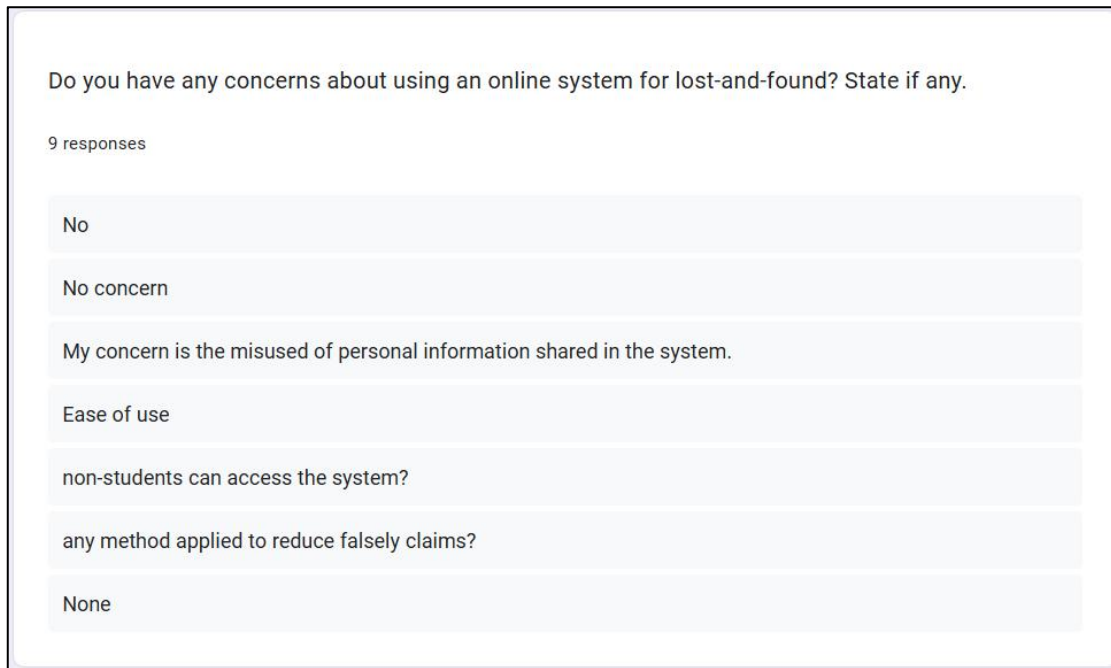 Do you have any concerns about using an online system for lost-and-found? State if any.
9 responses
No
No concern
My concern is the misused of personal information shared in the system.
Ease of use
non-students can access the system?
any method applied to reduce falsely claims?
None